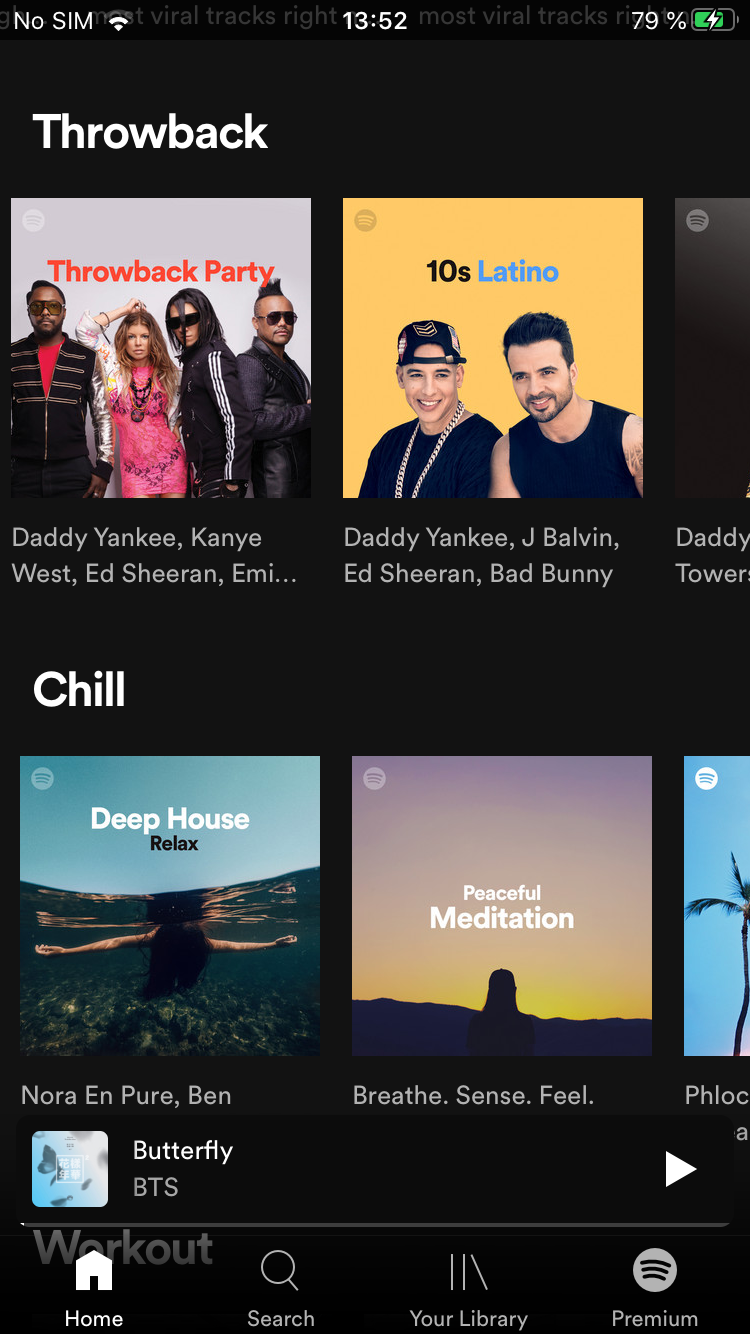 most viral tracks right
most viral tracks right
No SIM
13:52
79 %
Throwback
Throwback Party
10s Latino
Daddy Yankee, Kanye
West, Ed Sheeran, Emi...
Daddy Yankee, J Balvin,
Ed Sheeran, Bad Bunny
Daddy
Towers
Chill
Deep House
Relax
Peaceful
Meditation
Nora En Pure, Ben
Breathe. Sense. Feel.
Phloc
Butterfly
BTS
Workout
Home
Search
Your Library
Premium